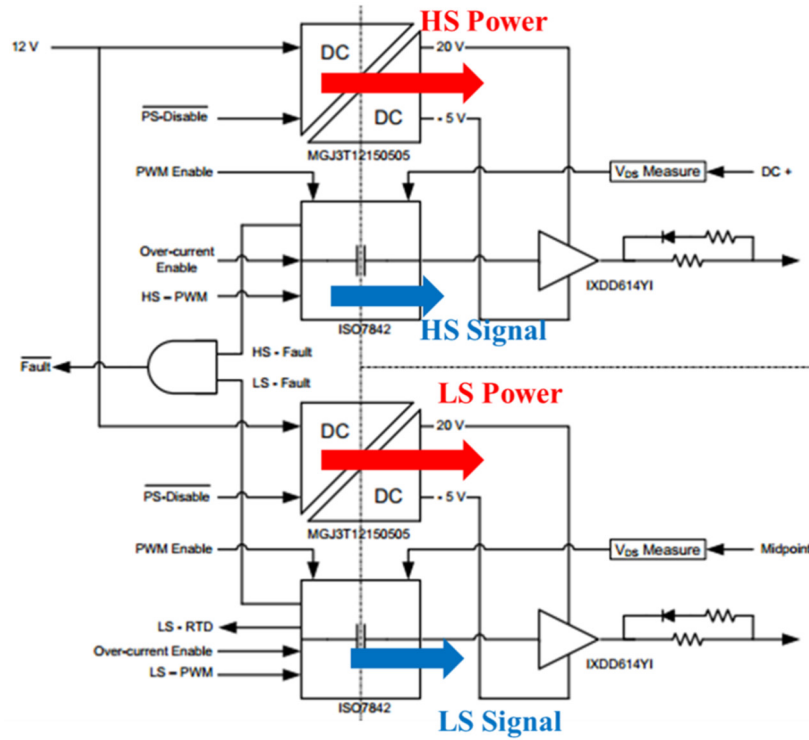 HS Power
12 V
DC
20 V
PS-Disable
DC
- 5 V
MGJ3T12150505
PWM Enable
VDS Measure
DC +
Over-current
Enable
IXDD614YI
HS - PWM
ISO7842
HS Signal
HS - Fault
Fault
LS - Fault
LS Power
DC
20 V
PS-Disable
DC
- 5 V
MGJ3T12150505
PWM Enable
VDS Measure
Midpoint
LS - RTD
Over-current Enable
IXDD614YI
LS - PWM
ISO7842
LS Signal